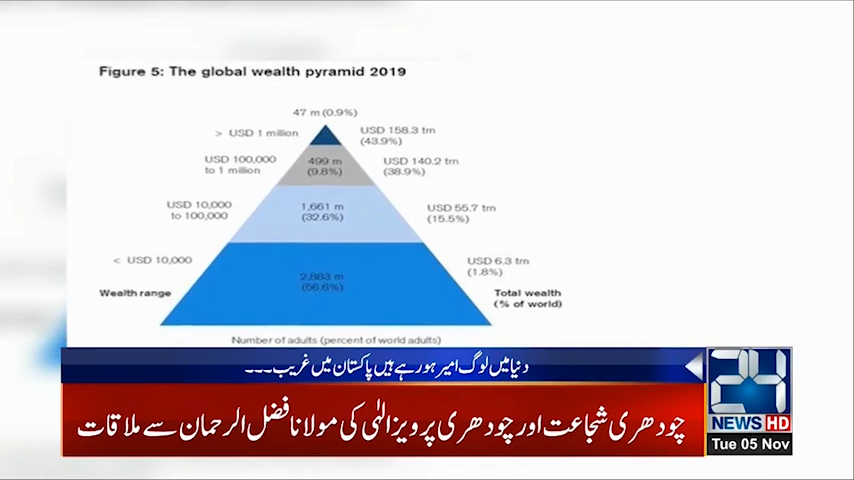 Figure 5: The global wealth pyramid 2019
47 m (0.9%)
> USD 1 million
USD 158.3 trn
(43.9%)
USD 100,000
to 1 million
499 m
(9.8%)
USD 140.2 trn
(38.9%)
USD 10,000
to 100,000
1,661 m
(32.6%)
USD 55.7 trn
(15.5%)
< USD 10,000
2,883 m
(56.6%)
USD 6.3 trn
(1.8%)
Wealth range
Total wealth
(% of world)
Number of adults (percent of world adults)
دنیا میں لوگ امیر ہو رہے ہیں پاکستان میں غریب ۔۔۔
چودھری شجاعت اور چودھری پرویز الٰہی کی مولانا فضل الرحمان سے ملاقات
24
NEWS HD
Tue 05 Nov